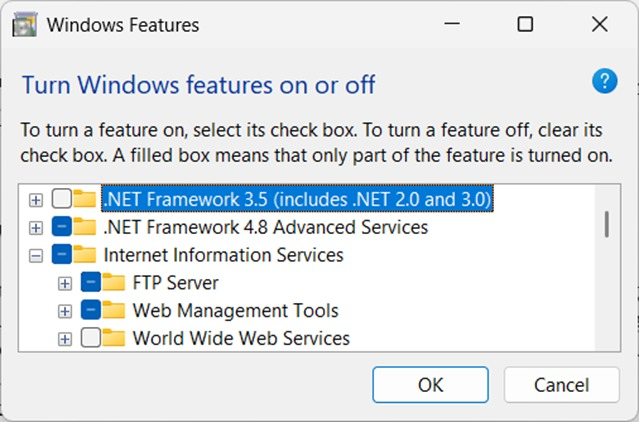 Windows Features
Turn Windows features on or off
?
To turn a feature on, select its check box. To turn a feature off, clear its
check box. A filled box means that only part of the feature is turned on.
.NET Framework 3.5 (includes .NET 2.0 and 3.0)
.NET Framework 4.8 Advanced Services
Internet Information Services
FTP Server
Web Management Tools
World Wide Web Services
OK Cancel